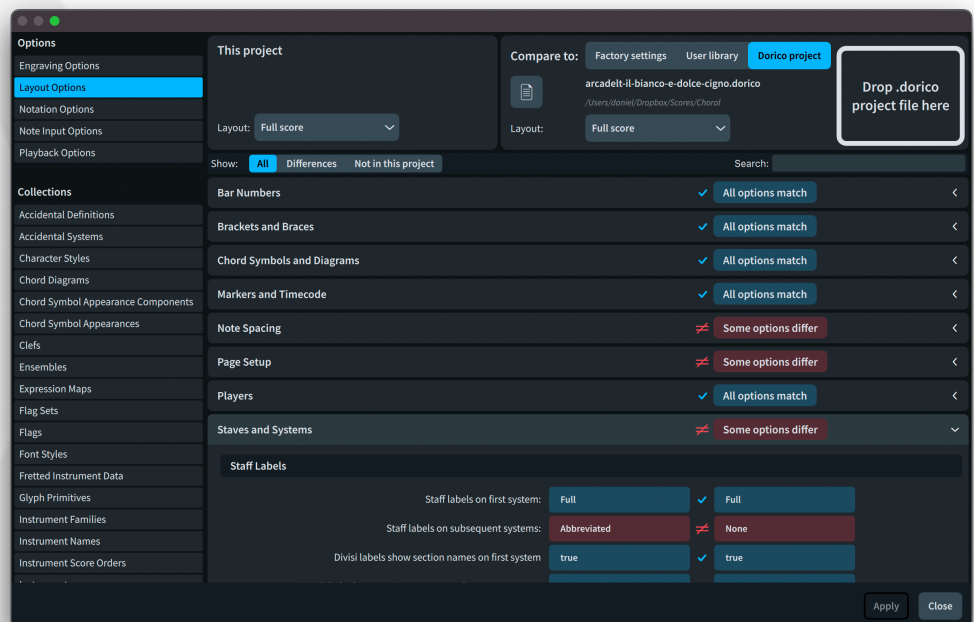 Options
Engraving Options
Layout Options
Notation Options
Note Input Options
Playback Options
Collections
Accidental Definitions
Accidental Systems
Character Styles
Chord Diagrams
Chord Symbol Appearance Components
Chord Symbol Appearances
Clefs
Ensembles
Expression Maps
Flag Sets
Flags
Font Styles
Fretted Instrument Data
Glyph Primitives
Instrument Families
Instrument Names
Instrument Score Orders
This project
Layout: Full score
Compare to: Factory settings User library Dorico project
arcadelt-il-bianco-e-dolce-cigno.dorico
/Users/daniel/Dropbox/Scores/Choral
Layout: Full score
Drop .dorico
project file here
Show: All Differences Not in this project Search:
Bar Numbers ✓ All options match
Brackets and Braces ✓ All options match
Chord Symbols and Diagrams ✓ All options match
Markers and Timecode ✓ All options match
Note Spacing ≠ Some options differ
Page Setup ≠ Some options differ
Players ✓ All options match
Staves and Systems ≠ Some options differ
Staff Labels
Staff labels on first system: Full ✓ Full
Staff labels on subsequent systems: Abbreviated ≠ None
Divisi labels show section names on first system true ✓ true
Apply Close